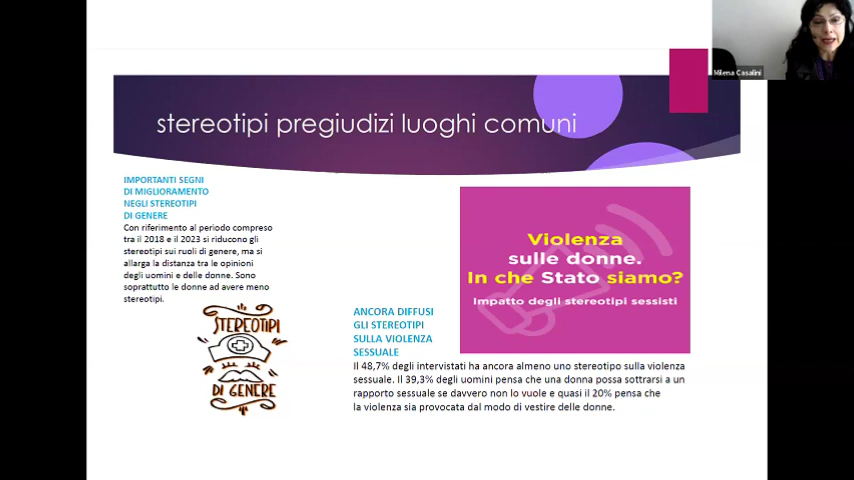 Milena Casalini
stereotipi pregiudizi luoghi comuni
IMPORTANTI SEGNI
DI MIGLIORAMENTO
NEGLI STEREOTIPI
DI GENERE
Con riferimento al periodo compreso
tra il 2018 e il 2023 si riducono gli
stereotipi sui ruoli di genere, ma si
allarga la distanza tra le opinioni
degli uomini e delle donne. Sono
soprattutto le donne ad avere meno
stereotipi.
STEREOTIPI
DI GENERE
Violenza
sulle donne.
In che Stato siamo?
Impatto degli stereotipi sessisti
ANCORA DIFFUSI
GLI STEREOTIPI
SULLA VIOLENZA
SESSUALE
Il 48,7% degli intervistati ha ancora almeno uno stereotipo sulla violenza
sessuale. Il 39,3% degli uomini pensa che una donna possa sottrarsi a un
rapporto sessuale se davvero non lo vuole e quasi il 20% pensa che
la violenza sia provocata dal modo di vestire delle donne.